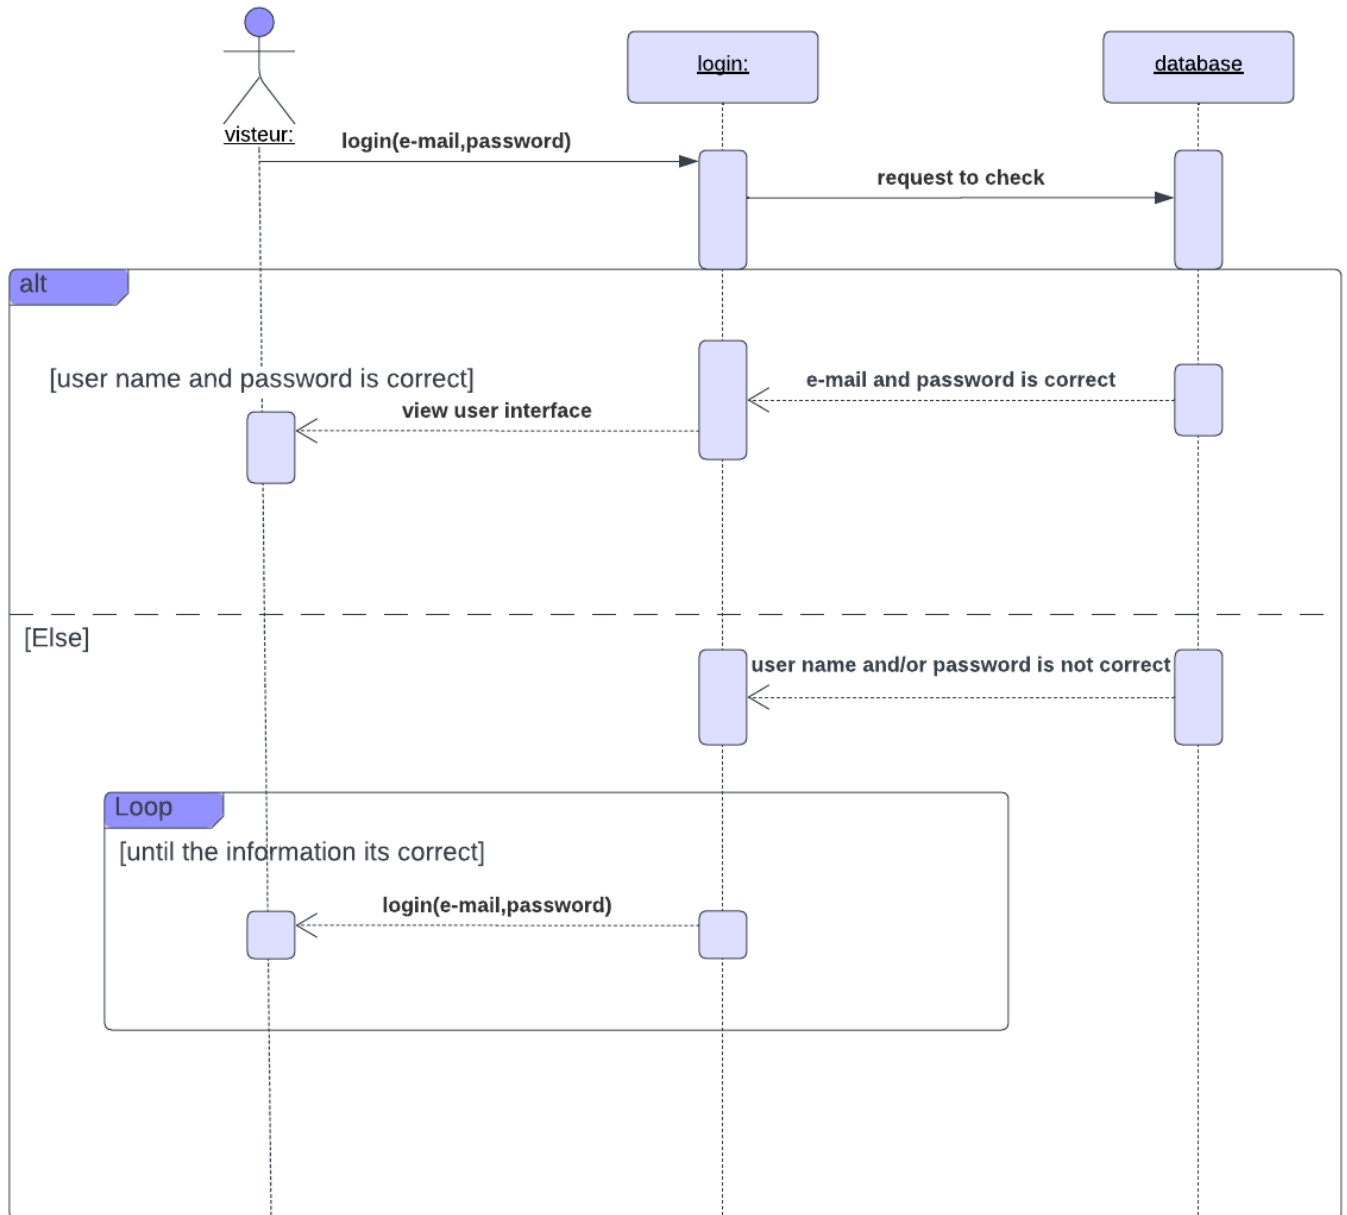 visteur:
login:
database
login(e-mail,password)
request to check
alt
[user name and password is correct]
e-mail and password is correct
view user interface
[Else]
user name and/or password is not correct
Loop
[until the information its correct]
login(e-mail,password)